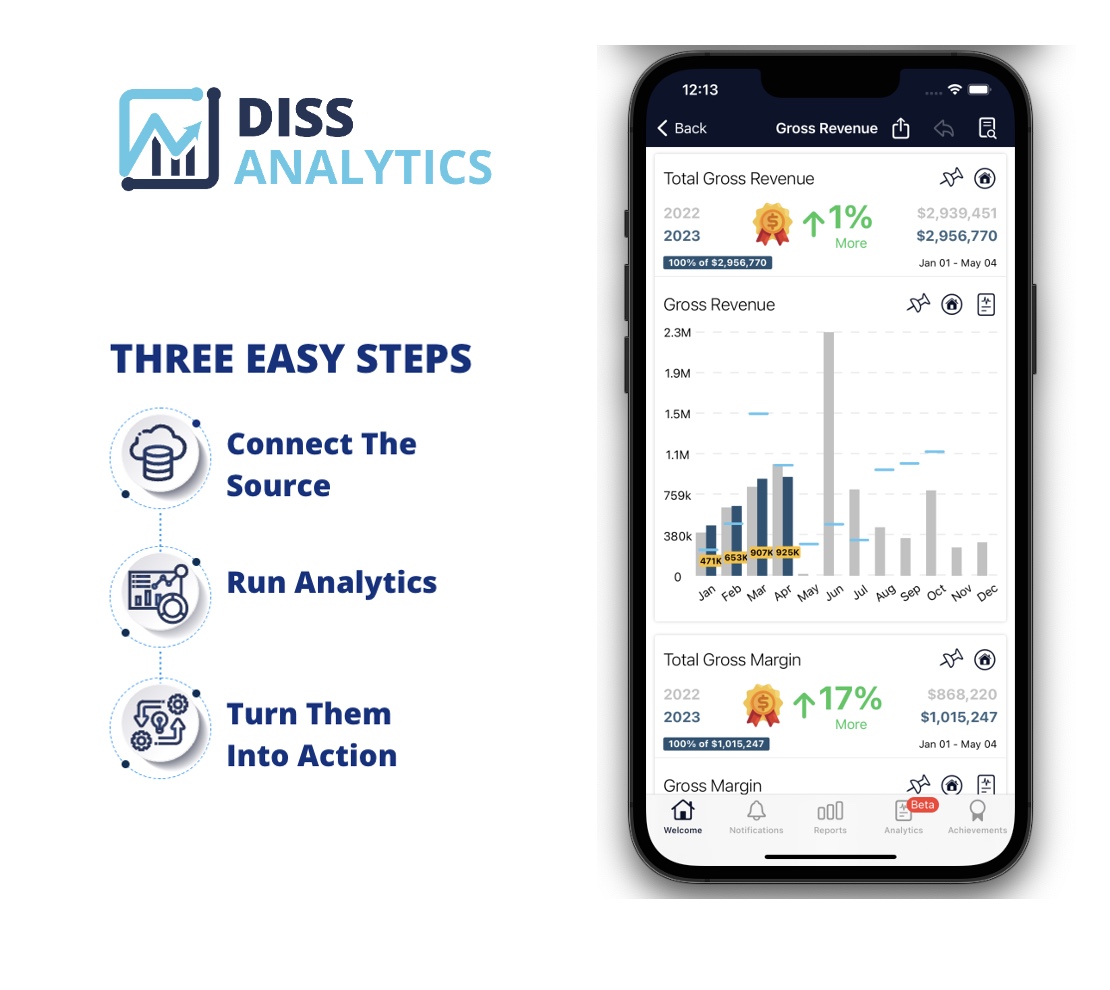 DISS
ANALYTICS
THREE EASY STEPS
Connect The
Source
Run Analytics
Turn Them
Into Action
12:13
Back Gross Revenue
Total Gross Revenue
2022 1% $2,939,451
2023 More $2,956,770
100% of $2,956,770 Jan 01 - May 04
Gross Revenue
2.3M
1.9M
1.5M
1.1M
759k
380k
471K 653K 907K 925K
0
Jan Feb Mar Apr May Jun Jul Aug Sep Oct Nov Dec
Total Gross Margin
2022 17% $868,220
2023 More $1,015,247
100% of $1,015,247 Jan 01 - May 04
Gross Margin
Beta
Welcome Notifications Reports Analytics Achievements